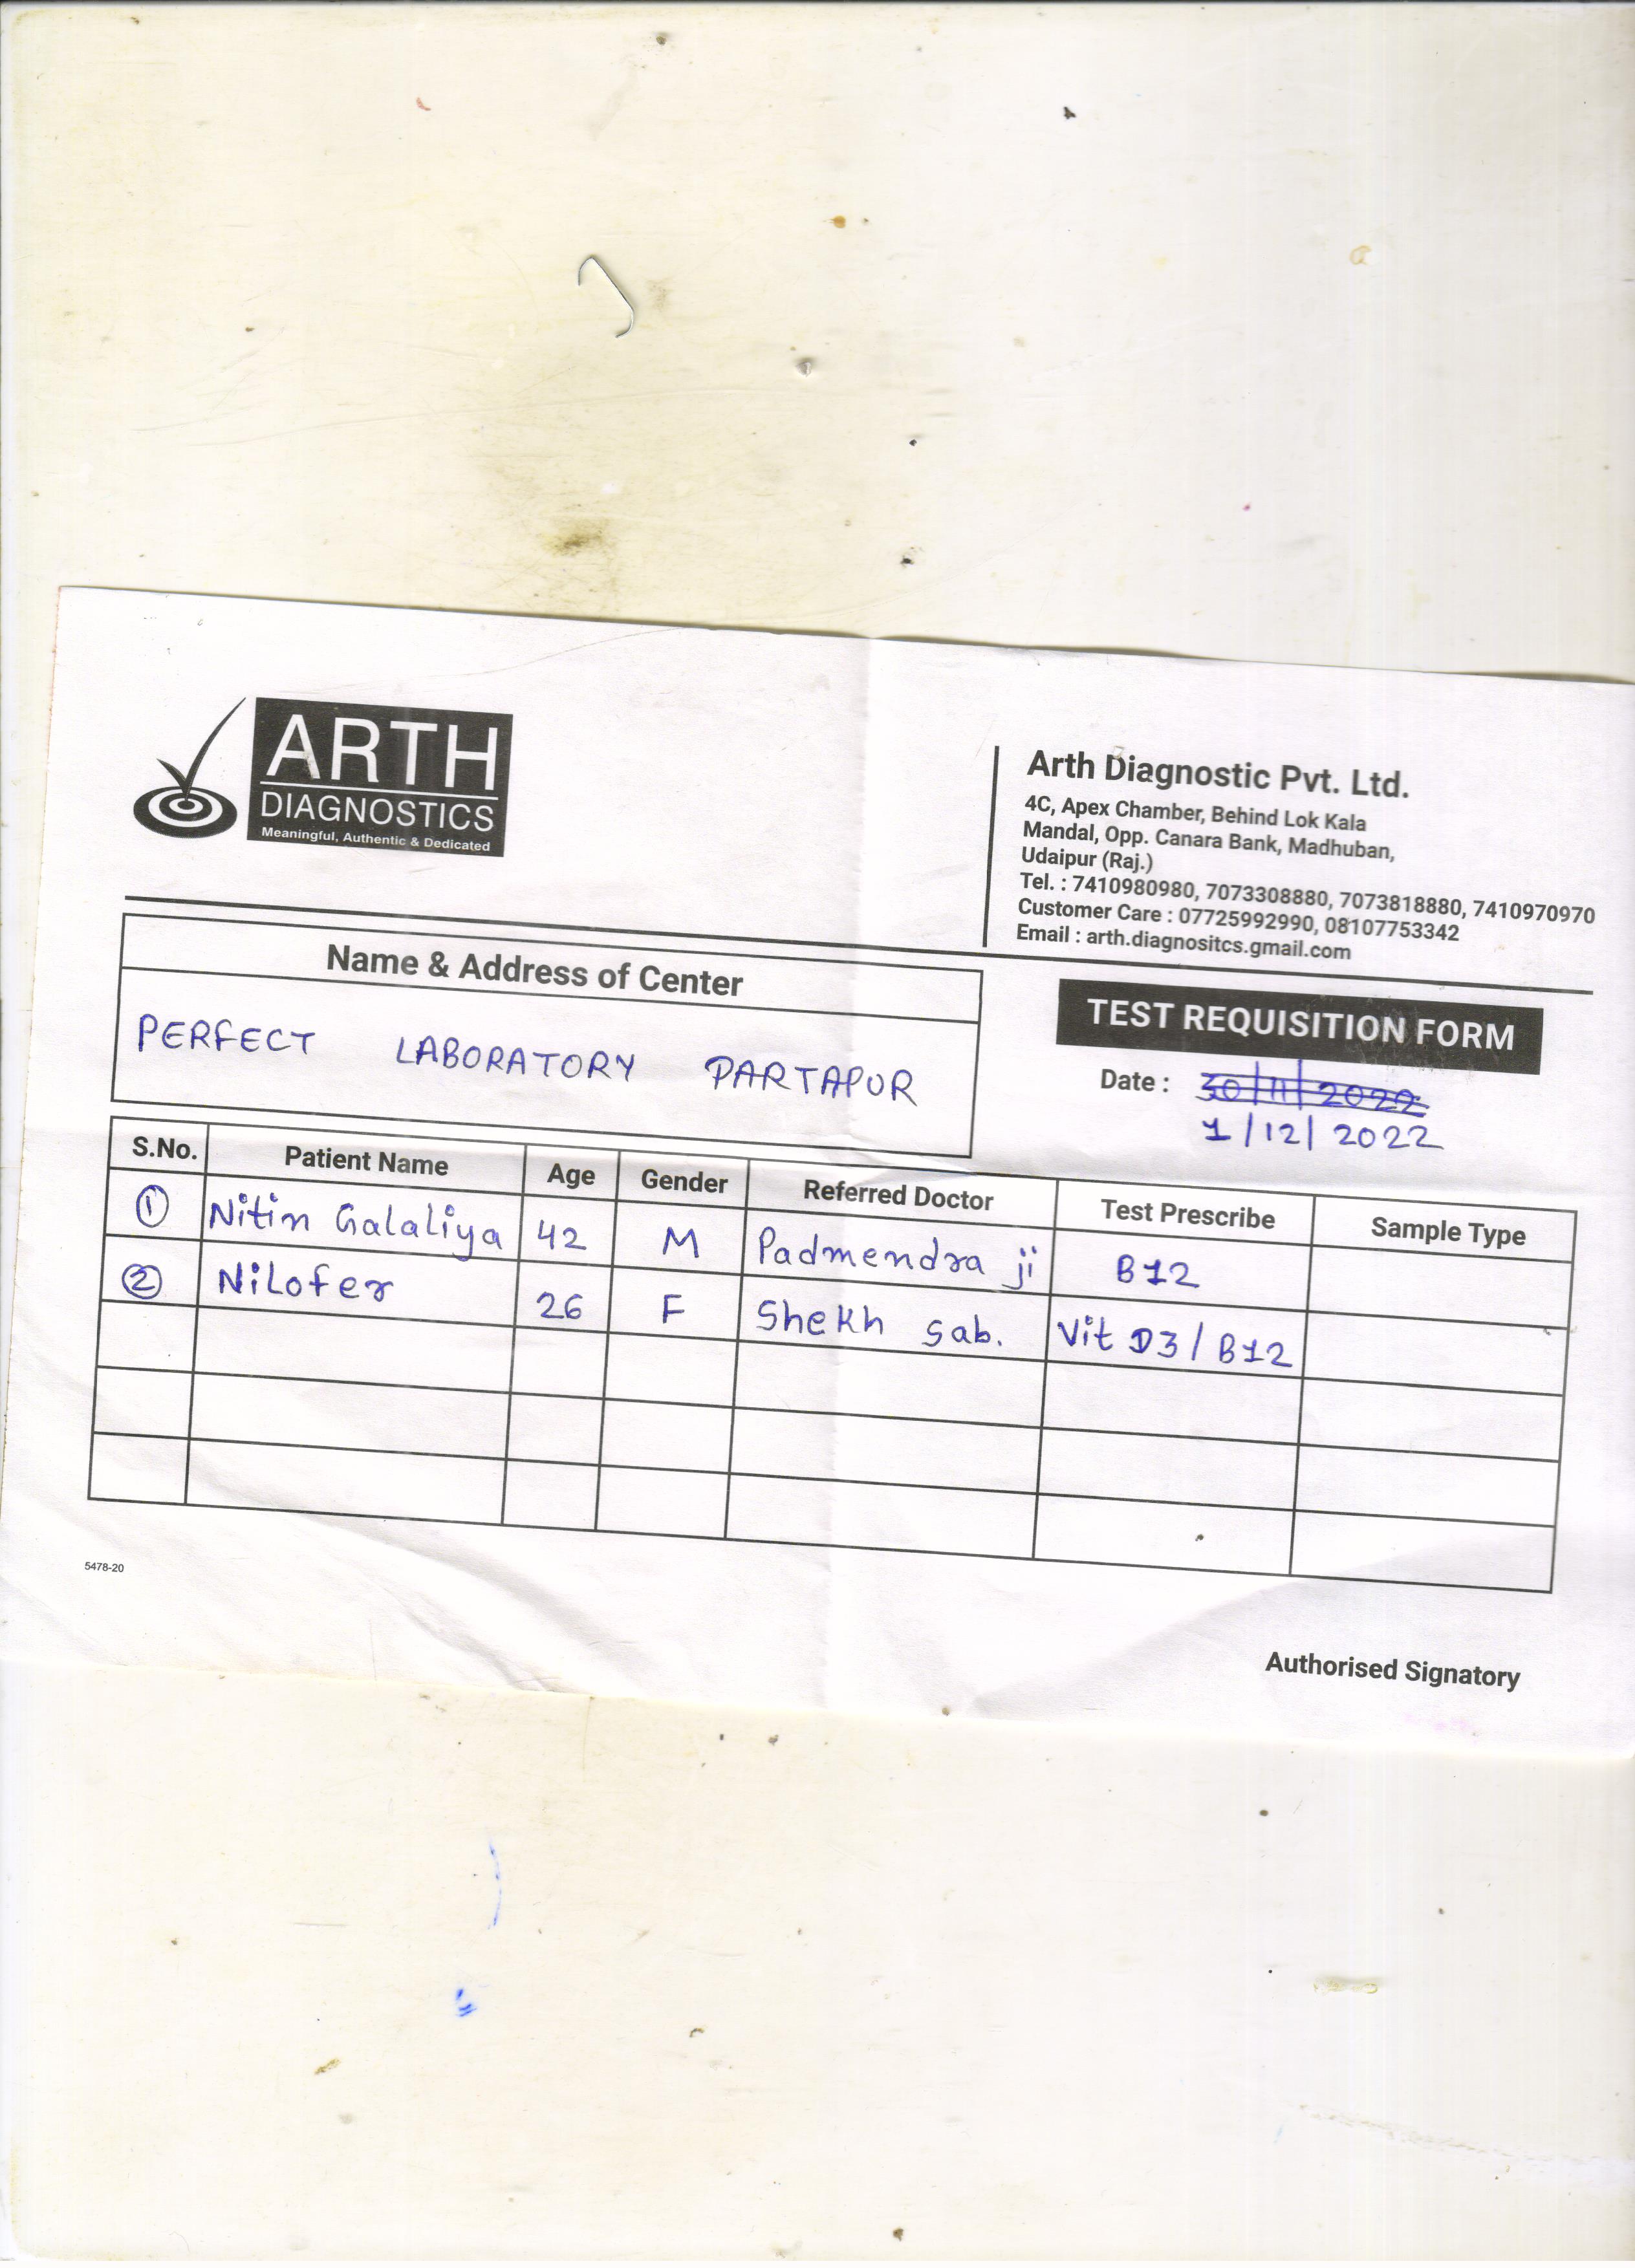 ARTH
DIAGNOSTICS
Meaningful, Authentic & Dedicated
Arth Diagnostic Pvt. Ltd.
4C, Apex Chamber, Behind Lok Kala
Mandal, Opp. Canara Bank, Madhuban,
Udaipur (Raj.)
Tel. : 7410980980, 7073308880, 7073818880, 7410970970
Customer Care : 07725992990, 08107753342
Email : arth.diagnositcs.gmail.com
Name & Address of Center
PERFECT LABORATORY PARTAPUR
TEST REQUISITION FORM
Date : 30/11/2022
1/12/2022
S.No. Patient Name Age Gender Referred Doctor Test Prescribe Sample Type
1 Nitin Galaliya 42 M Padmendra ji B12
2 Nilofer 26 F Shekh sab. Vit D3/B12
5478-20
Authorised Signatory